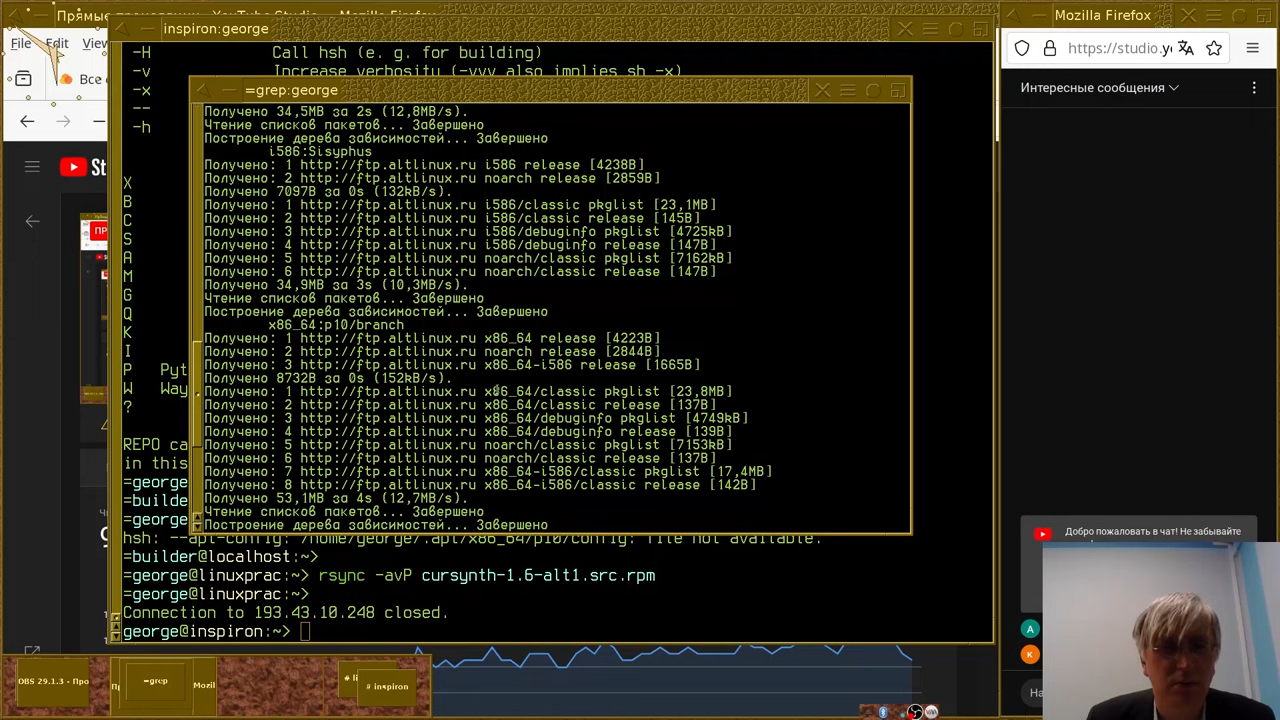 Прямые трансляции - YouTube Studio - Mozilla Firefox
File Edit View
Все
inspiron:george
Mozilla Firefox
https://studio.y
Интересные сообщения
-H Call hsh (e. g. for building)
-v Increase verbosity (-vvv also implies sh -x)
-x
--
-h
=grep:george
Получено 34,5MB за 2s (12,8MB/s).
Чтение списков пакетов... Завершено
Построение дерева зависимостей... Завершено
i586:Sisyphus
Получено: 1 http://ftp.altlinux.ru i586 release [4238B]
Получено: 2 http://ftp.altlinux.ru noarch release [2859B]
Получено 7097B за 0s (132kB/s).
Получено: 1 http://ftp.altlinux.ru i586/classic pkglist [23,1MB]
Получено: 2 http://ftp.altlinux.ru i586/classic release [145B]
Получено: 3 http://ftp.altlinux.ru i586/debuginfo pkglist [4725kB]
Получено: 4 http://ftp.altlinux.ru i586/debuginfo release [147B]
Получено: 5 http://ftp.altlinux.ru noarch/classic pkglist [7162kB]
Получено: 6 http://ftp.altlinux.ru noarch/classic release [147B]
Получено 34,9MB за 3s (10,3MB/s).
Чтение списков пакетов... Завершено
Построение дерева зависимостей... Завершено
x86_64:p10/branch
Получено: 1 http://ftp.altlinux.ru x86_64 release [4223B]
Получено: 2 http://ftp.altlinux.ru noarch release [2844B]
Получено: 3 http://ftp.altlinux.ru x86_64-i586 release [1665B]
Получено 8732B за 0s (152kB/s).
Получено: 1 http://ftp.altlinux.ru x86_64/classic pkglist [23,8MB]
Получено: 2 http://ftp.altlinux.ru x86_64/classic release [137B]
Получено: 3 http://ftp.altlinux.ru x86_64/debuginfo pkglist [4749kB]
Получено: 4 http://ftp.altlinux.ru x86_64/debuginfo release [139B]
Получено: 5 http://ftp.altlinux.ru noarch/classic pkglist [7153kB]
Получено: 6 http://ftp.altlinux.ru noarch/classic release [137B]
Получено: 7 http://ftp.altlinux.ru x86_64-i586/classic pkglist [17,4MB]
Получено: 8 http://ftp.altlinux.ru x86_64-i586/classic release [142B]
Получено 53,1MB за 4s (12,7MB/s).
Чтение списков пакетов... Завершено
Построение дерева зависимостей... Завершено
X
B
C
S
A
M
G
Q
K
I
P Pyt
W Way
?
REPO ca
in this
=george
=builde
=george
hsh: --apt-config: /home/george/.apt/x86_64/p10/config: file not available.
=builder@localhost:~>
=george@linuxprac:~> rsync -avP cursynth-1.6-alt1.src.rpm
=george@linuxprac:~>
Connection to 193.43.10.248 closed.
george@inspiron:~>
Добро пожаловать в чат! Не забывайте
А
К
На
OBS 29.1.3 - Про
=grep
Mozil
# inspiron